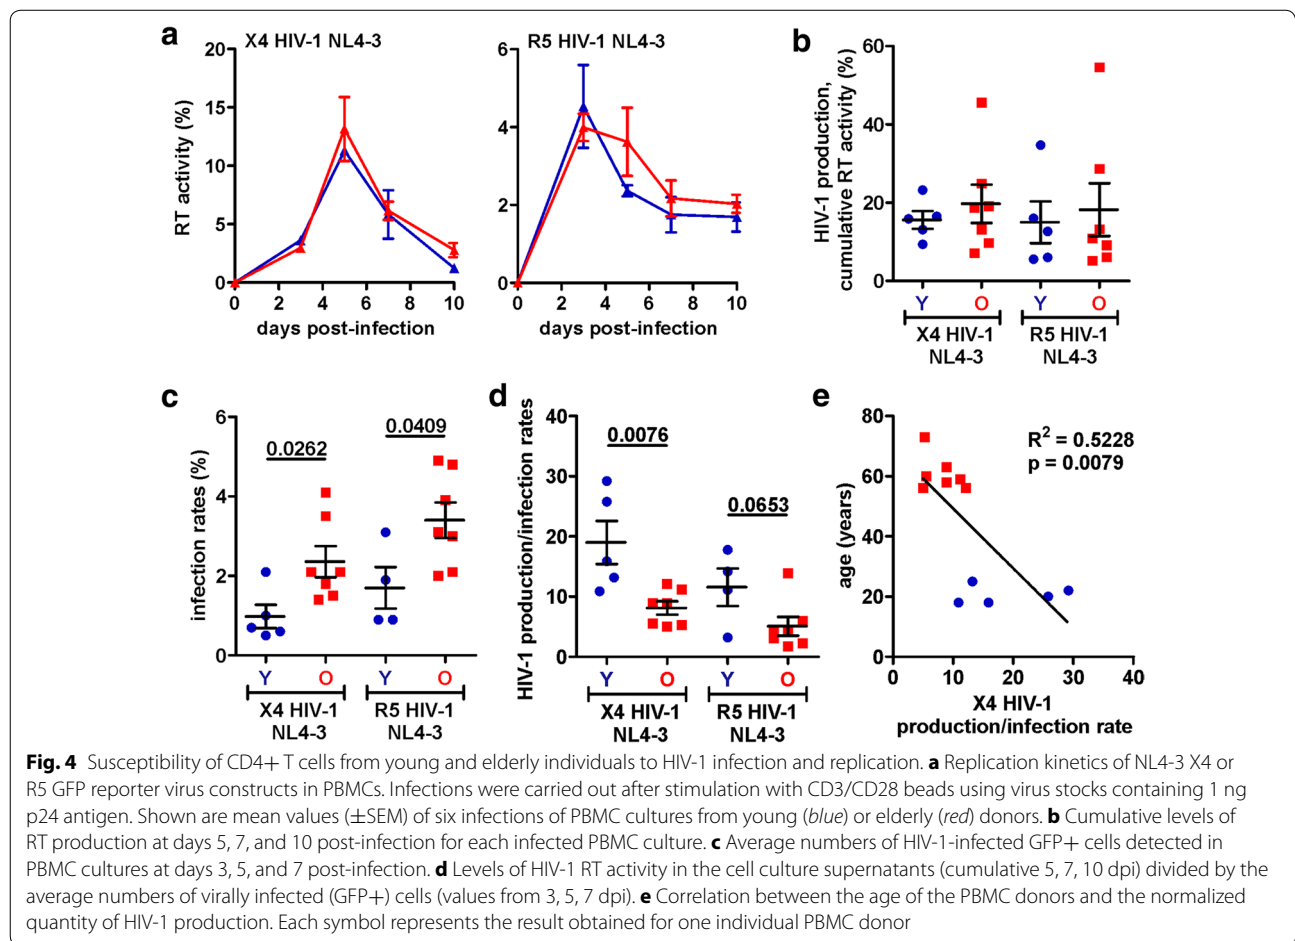 a
X4 HIV-1 NL4-3
20
15
10
5
0
RT activity (%)
0 2 4 6 8 10
days post-infection
R5 HIV-1 NL4-3
6
4
2
0
0 2 4 6 8 10
days post-infection
b
60
40
20
0
HIV-1 production,
cumulative RT activity (%)
Y O Y O
X4 HIV-1
NL4-3
R5 HIV-1
NL4-3
c
6
4
2
0
infection rates (%)
0.0262
0.0409
Y O Y O
X4 HIV-1
NL4-3
R5 HIV-1
NL4-3
d
40
30
20
10
0
HIV-1 production/infection rates
0.0076
0.0653
Y O Y O
X4 HIV-1
NL4-3
R5 HIV-1
NL4-3
e
80
60
40
20
0
age (years)
R² = 0.5228
p = 0.0079
0 10 20 30 40
X4 HIV-1
production/infection rate
Fig. 4 Susceptibility of CD4+ T cells from young and elderly individuals to HIV-1 infection and replication. a Replication kinetics of NL4-3 X4 or
R5 GFP reporter virus constructs in PBMCs. Infections were carried out after stimulation with CD3/CD28 beads using virus stocks containing 1 ng
p24 antigen. Shown are mean values (±SEM) of six infections of PBMC cultures from young (blue) or elderly (red) donors. b Cumulative levels of
RT production at days 5, 7, and 10 post-infection for each infected PBMC culture. c Average numbers of HIV-1-infected GFP+ cells detected in
PBMC cultures at days 3, 5, and 7 post-infection. d Levels of HIV-1 RT activity in the cell culture supernatants (cumulative 5, 7, 10 dpi) divided by the
average numbers of virally infected (GFP+) cells (values from 3, 5, 7 dpi). e Correlation between the age of the PBMC donors and the normalized
quantity of HIV-1 production. Each symbol represents the result obtained for one individual PBMC donor